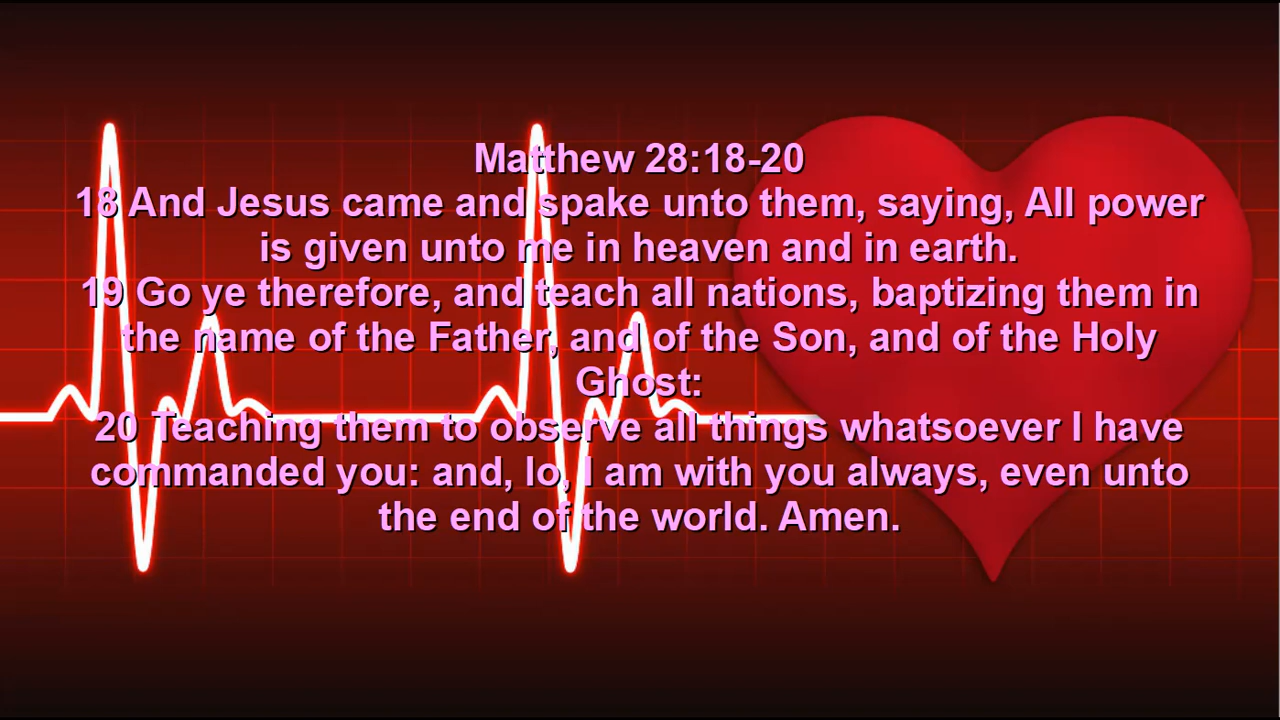 Matthew 28:18-20
18 And Jesus came and spake unto them, saying, All power
is given unto me in heaven and in earth.
19 Go ye therefore, and teach all nations, baptizing them in
the name of the Father, and of the Son, and of the Holy
Ghost:
20 Teaching them to observe all things whatsoever I have
commanded you: and, lo, I am with you always, even unto
the end of the world. Amen.